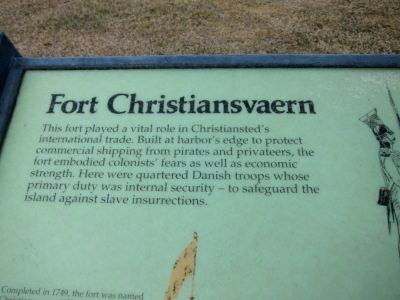 Fort Christiansvaern
This fort played a vital role in Christiansted's
international trade. Built at harbor's edge to protect
commercial shipping from pirates and privateers, the
fort embodied colonists' fears as well as economic
strength. Here were quartered Danish troops whose
primary duty was internal security – to safeguard the
island against slave insurrections.
Completed in 1749, the fort was named